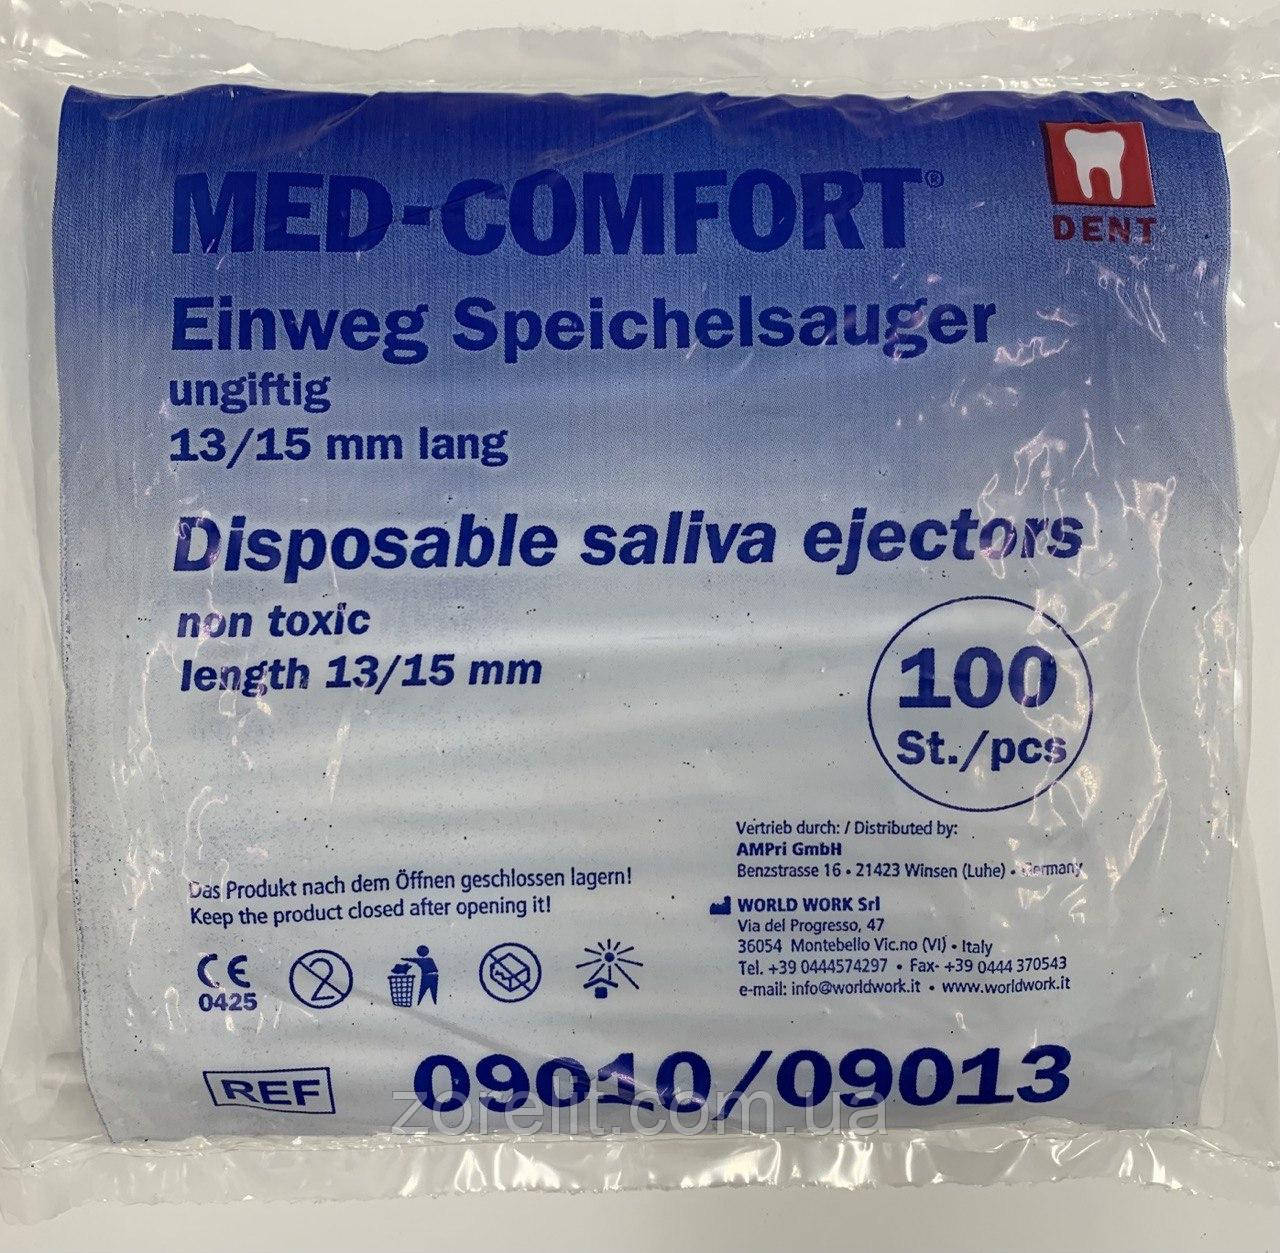 MED-COMFORT®
DENT
Einweg Speichelsauger
ungiftig
13/15 mm lang
Disposable saliva ejectors
non toxic
length 13/15 mm
100
St./pcs
Vertrieb durch: / Distributed by:
AMPri GmbH
Benzstrasse 16 • 21423 Winsen (Luhe) • Germany
Das Produkt nach dem Öffnen geschlossen lagern!
Keep the product closed after opening it!
WORLD WORK Srl
Via del Progresso, 47
36054 Montebello Vic.no (VI) • Italy
Tel. +39 0444574297 • Fax- +39 0444 370543
e-mail: info@worldwork.it • www.worldwork.it
CE
0425
2
REF
09010/09013
zorelit.com.ua